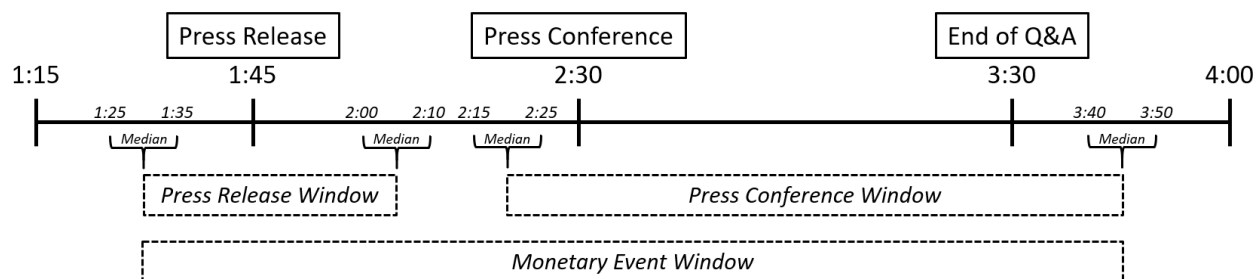 Press Release Press Conference End of Q&A
1:15 1:45 2:30 3:30 4:00
1:25 1:35 2:00 2:10 2:15 2:25 3:40 3:50
Median Median Median Median
Press Release Window Press Conference Window
Monetary Event Window